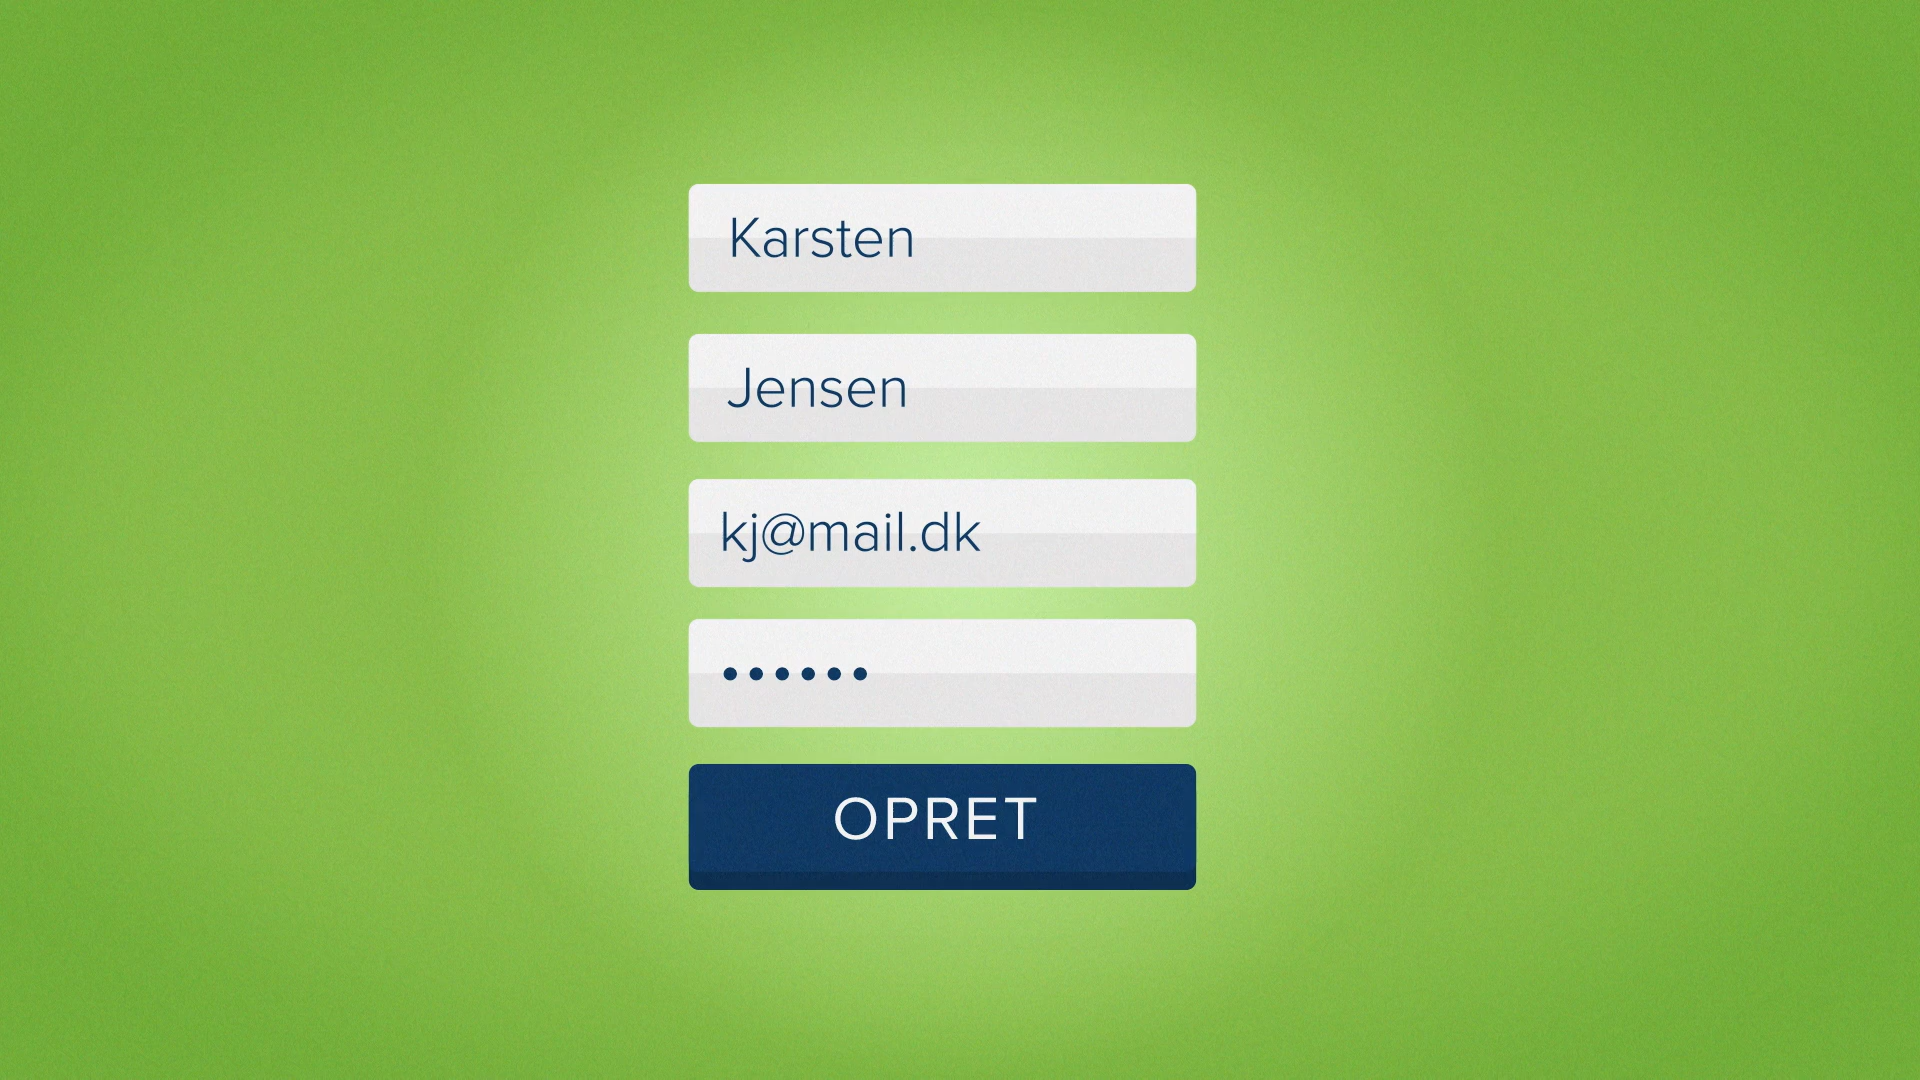 Karsten
Jensen
kj@mail.dk
••••••
OPRET